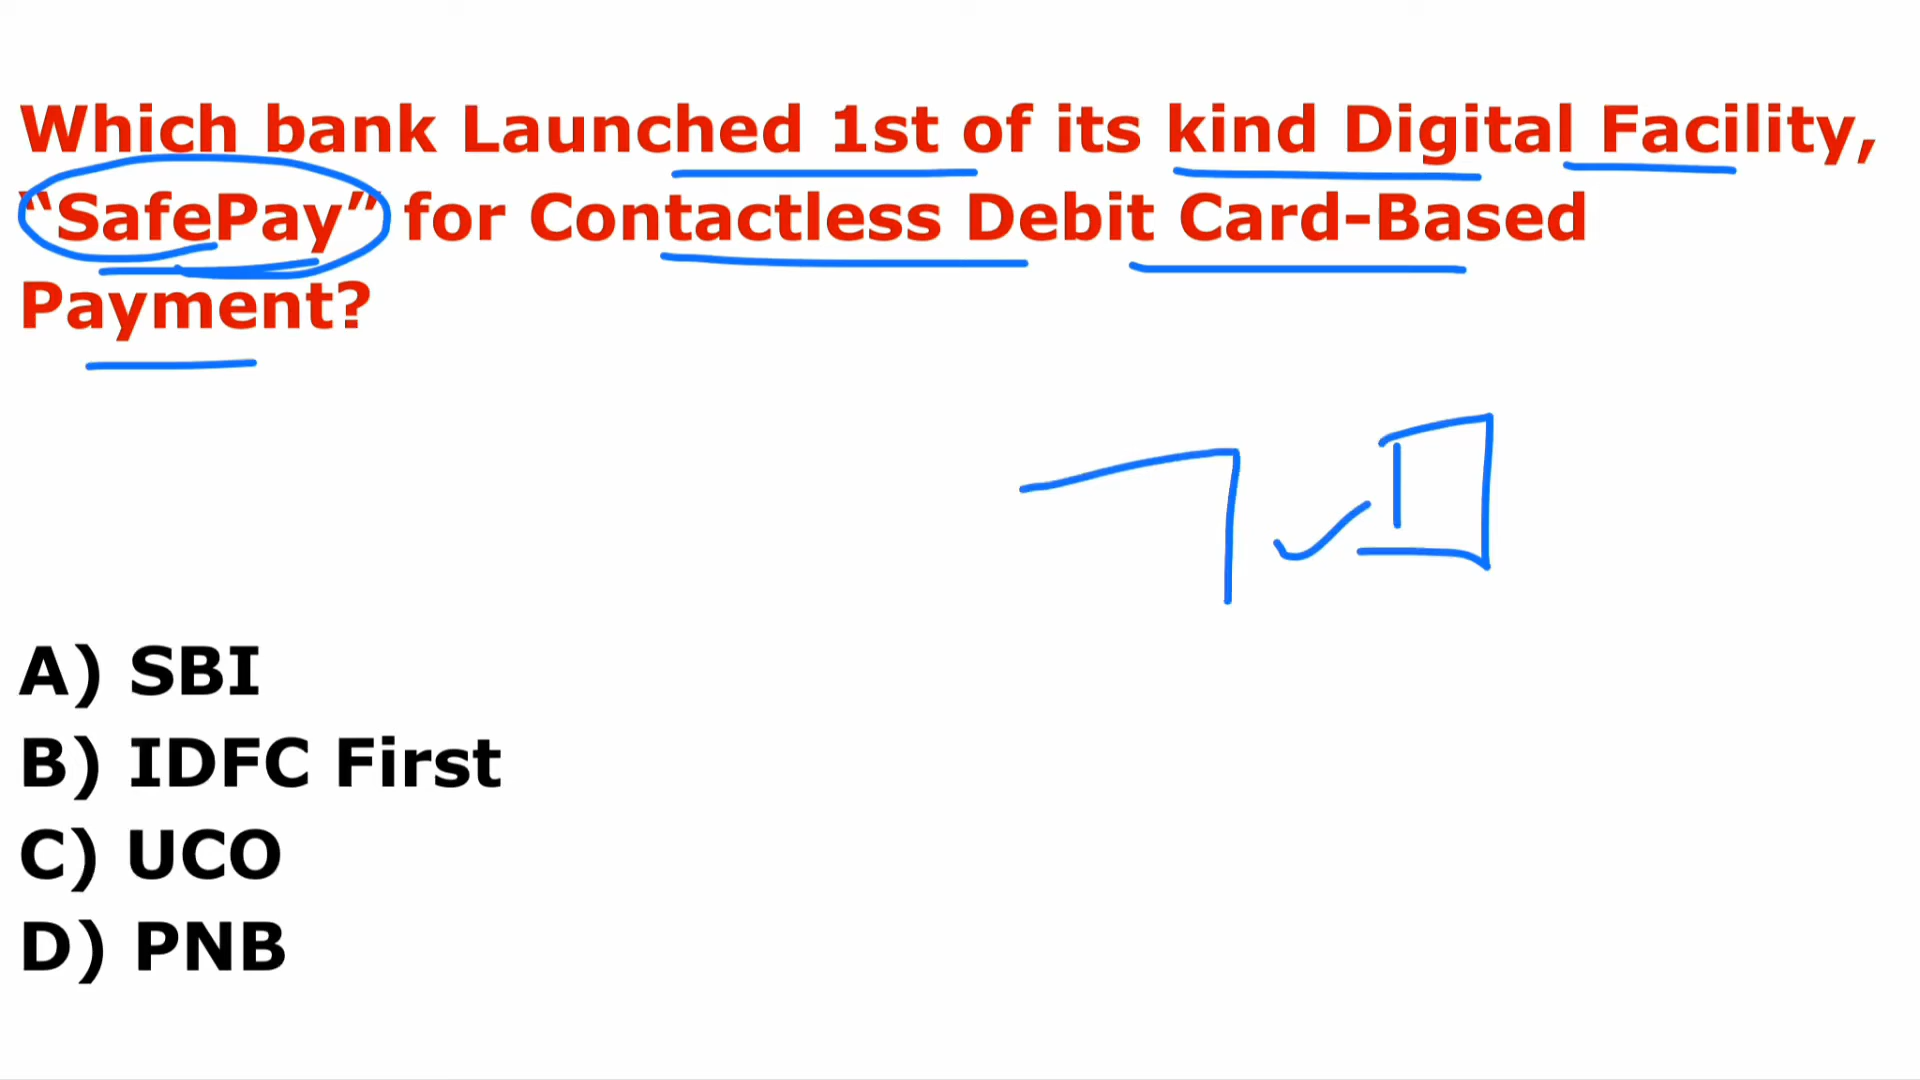 Which bank Launched 1st of its kind Digital Facility,
“SafePay” for Contactless Debit Card-Based
Payment?
A) SBI
B) IDFC First
C) UCO
D) PNB